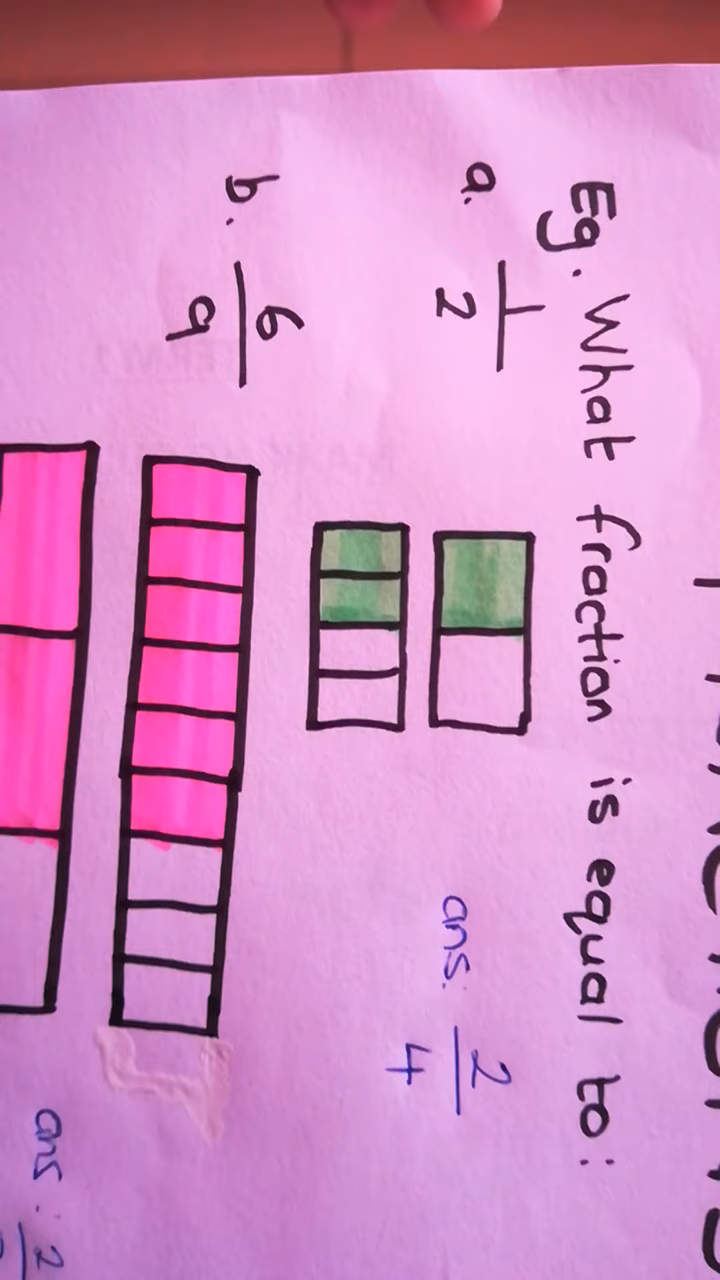 Eg. What fraction is equal to:
a. 1/2
ans: 2/4
b. 6/9
ans: 2